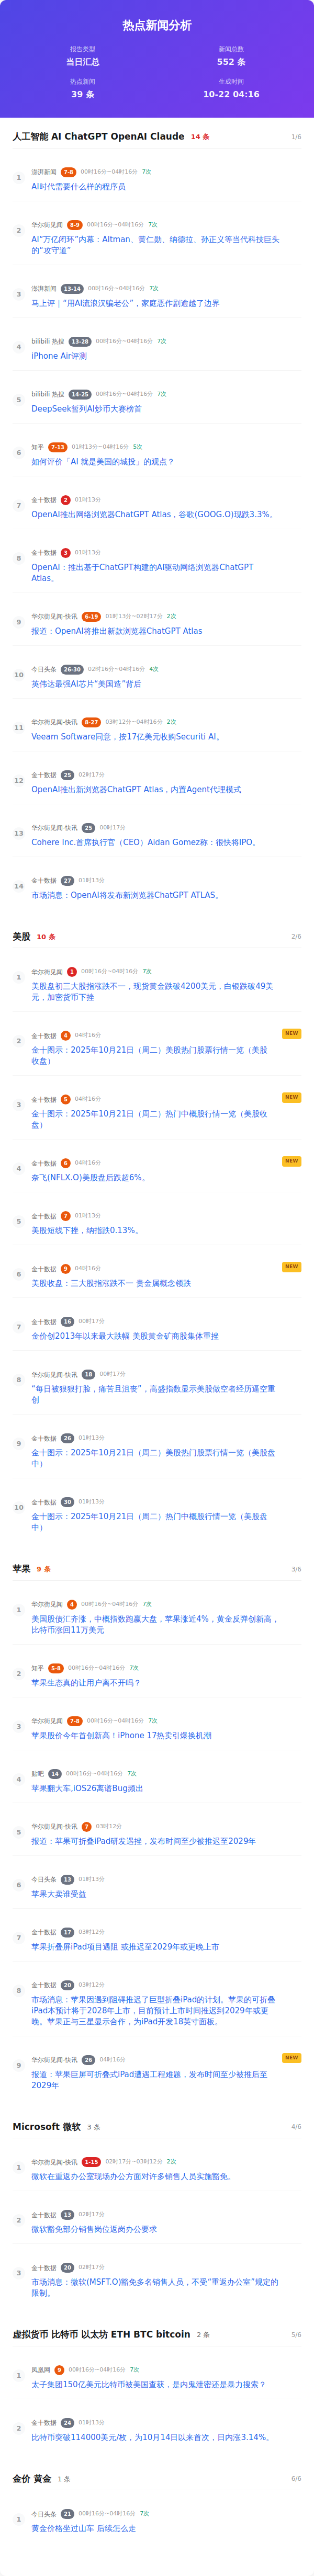 热点新闻分析
报告类型
当日汇总
新闻总数
552 条
热点新闻
39 条
生成时间
10-22 04:16
人工智能 AI ChatGPT OpenAI Claude 14 条 1/6
1
澎湃新闻 7-8 00时16分~04时16分 7次
AI时代需要什么样的程序员
2
华尔街见闻 8-9 00时16分~04时16分 7次
AI“万亿闭环”内幕：Altman、黄仁勋、纳德拉、孙正义等当代科技巨头
的“攻守道”
3
澎湃新闻 13-14 00时16分~04时16分 7次
马上评｜“用AI流浪汉骗老公”，家庭恶作剧逾越了边界
4
bilibili 热搜 13-28 00时16分~04时16分 7次
iPhone Air评测
5
bilibili 热搜 14-25 00时16分~04时16分 7次
DeepSeek暂列AI炒币大赛榜首
6
知乎 7-13 01时13分~04时16分 5次
如何评价「AI 就是美国的城投」的观点？
7
金十数据 2 01时13分
OpenAI推出网络浏览器ChatGPT Atlas，谷歌(GOOG.O)现跌3.3%。
8
金十数据 3 01时13分
OpenAI：推出基于ChatGPT构建的AI驱动网络浏览器ChatGPT
Atlas。
9
华尔街见闻-快讯 6-19 01时13分~02时17分 2次
报道：OpenAI将推出新款浏览器ChatGPT Atlas
10
今日头条 26-30 02时16分~04时16分 4次
英伟达最强AI芯片“美国造”背后
11
华尔街见闻-快讯 8-27 03时12分~04时16分 2次
Veeam Software同意，按17亿美元收购Securiti AI。
12
金十数据 25 02时17分
OpenAI推出新浏览器ChatGPT Atlas，内置Agent代理模式
13
华尔街见闻-快讯 25 00时17分
Cohere Inc.首席执行官（CEO）Aidan Gomez称：很快将IPO。
14
金十数据 27 01时13分
市场消息：OpenAI将发布新浏览器ChatGPT ATLAS。
美股 10 条 2/6
1
华尔街见闻 1 00时16分~04时16分 7次
美股盘初三大股指涨跌不一，现货黄金跌破4200美元，白银跌破49美
元，加密货币下挫
2
金十数据 4 04时16分 NEW
金十图示：2025年10月21日（周二）美股热门股票行情一览（美股
收盘）
3
金十数据 5 04时16分 NEW
金十图示：2025年10月21日（周二）热门中概股行情一览（美股收
盘）
4
金十数据 6 04时16分 NEW
奈飞(NFLX.O)美股盘后跌超6%。
5
金十数据 7 01时13分
美股短线下挫，纳指跌0.13%。
6
金十数据 9 04时16分 NEW
美股收盘：三大股指涨跌不一 贵金属概念领跌
7
金十数据 16 00时17分
金价创2013年以来最大跌幅 美股黄金矿商股集体重挫
8
华尔街见闻-快讯 18 00时17分
“每日被狠狠打脸，痛苦且沮丧”，高盛指数显示美股做空者经历逼空重
创
9
金十数据 26 01时13分
金十图示：2025年10月21日（周二）美股热门股票行情一览（美股盘
中）
10
金十数据 30 01时13分
金十图示：2025年10月21日（周二）热门中概股行情一览（美股盘
中）
苹果 9 条 3/6
1
华尔街见闻 4 00时16分~04时16分 7次
美国股债汇齐涨，中概指数跑赢大盘，苹果涨近4%，黄金反弹创新高，
比特币涨回11万美元
2
知乎 5-8 00时16分~04时16分 7次
苹果生态真的让用户离不开吗？
3
华尔街见闻 7-8 00时16分~04时16分 7次
苹果股价今年首创新高！iPhone 17热卖引爆换机潮
4
贴吧 14 00时16分~04时16分 7次
苹果翻大车,iOS26离谱Bug频出
5
华尔街见闻-快讯 7 03时12分
报道：苹果可折叠iPad研发遇挫，发布时间至少被推迟至2029年
6
今日头条 13 01时13分
苹果大卖谁受益
7
金十数据 17 03时12分
苹果折叠屏iPad项目遇阻 或推迟至2029年或更晚上市
8
金十数据 20 03时12分
市场消息：苹果因遇到阻碍推迟了巨型折叠iPad的计划。苹果的可折叠
iPad本预计将于2028年上市，目前预计上市时间推迟到2029年或更
晚。苹果正与三星显示合作，为iPad开发18英寸面板。
9
华尔街见闻-快讯 26 04时16分 NEW
报道：苹果巨屏可折叠式iPad遭遇工程难题，发布时间至少被推后至
2029年
Microsoft 微软 3 条 4/6
1
华尔街见闻-快讯 1-15 02时17分~03时12分 2次
微软在重返办公室现场办公方面对许多销售人员实施豁免。
2
金十数据 13 02时17分
微软豁免部分销售岗位返岗办公要求
3
金十数据 20 02时17分
市场消息：微软(MSFT.O)豁免多名销售人员，不受“重返办公室”规定的
限制。
虚拟货币 比特币 以太坊 ETH BTC bitcoin 2 条 5/6
1
凤凰网 9 00时16分~04时16分 7次
太子集团150亿美元比特币被美国查获，是内鬼泄密还是暴力搜索？
2
金十数据 24 01时13分
比特币突破114000美元/枚，为10月14日以来首次，日内涨3.14%。
金价 黄金 1 条 6/6
1
今日头条 21 00时16分~04时16分 7次
黄金价格坐过山车 后续怎么走